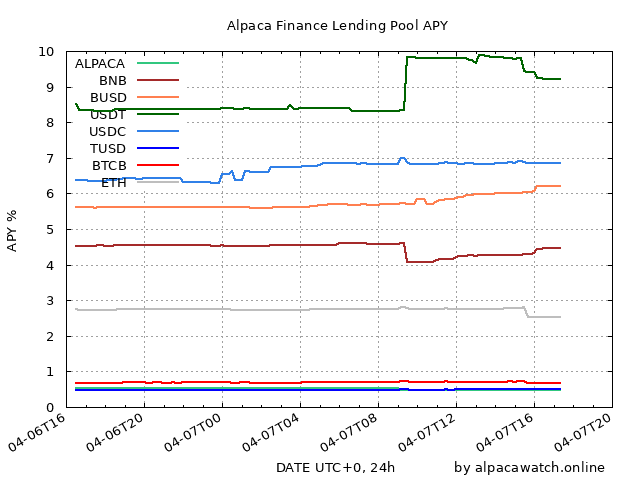 Alpaca Finance Lending Pool APY
10
9
8
7
6
5
4
3
2
1
0
APY %
ALPACA
BNB
BUSD
USDT
USDC
TUSD
BTCB
ETH
04-06T16
04-06T20
04-07T00
04-07T04
04-07T08
04-07T12
04-07T16
04-07T20
DATE UTC+0, 24h
by alpacawatch.online